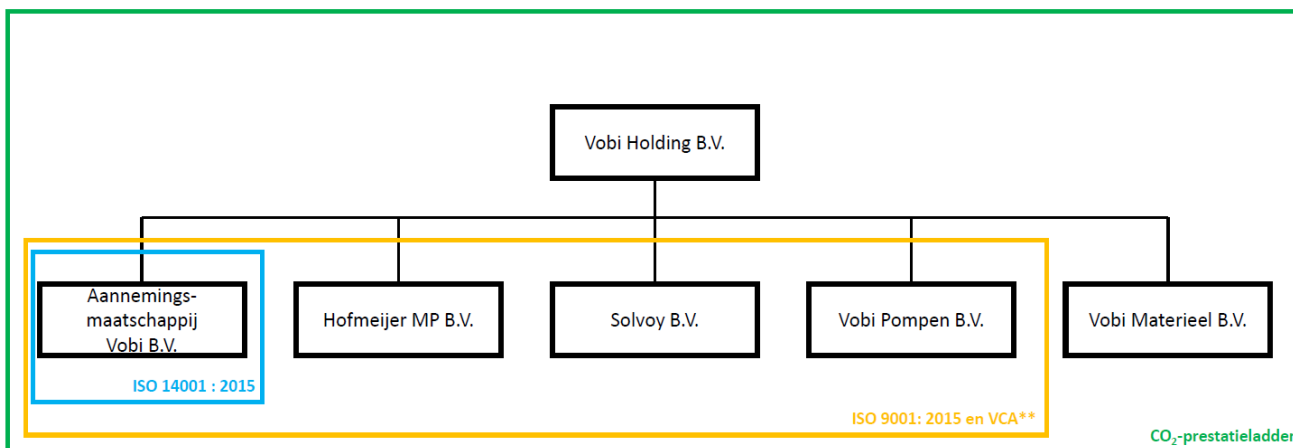 Vobi Holding B.V.
Aannemings-
maatschappij
Vobi B.V.
Hofmeijer MP B.V.
Solvoy B.V.
Vobi Pompen B.V.
Vobi Materieel B.V.
ISO 14001 : 2015
ISO 9001: 2015 en VCA**
CO₂-prestatieladder